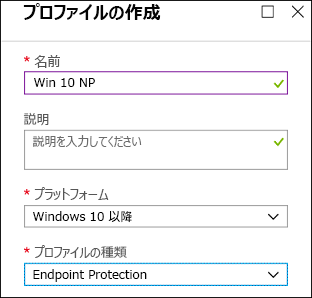 プロファイルの作成
* 名前
Win 10 NP
説明
説明を入力してください
* プラットフォーム
Windows 10 以降
* プロファイルの種類
Endpoint Protection